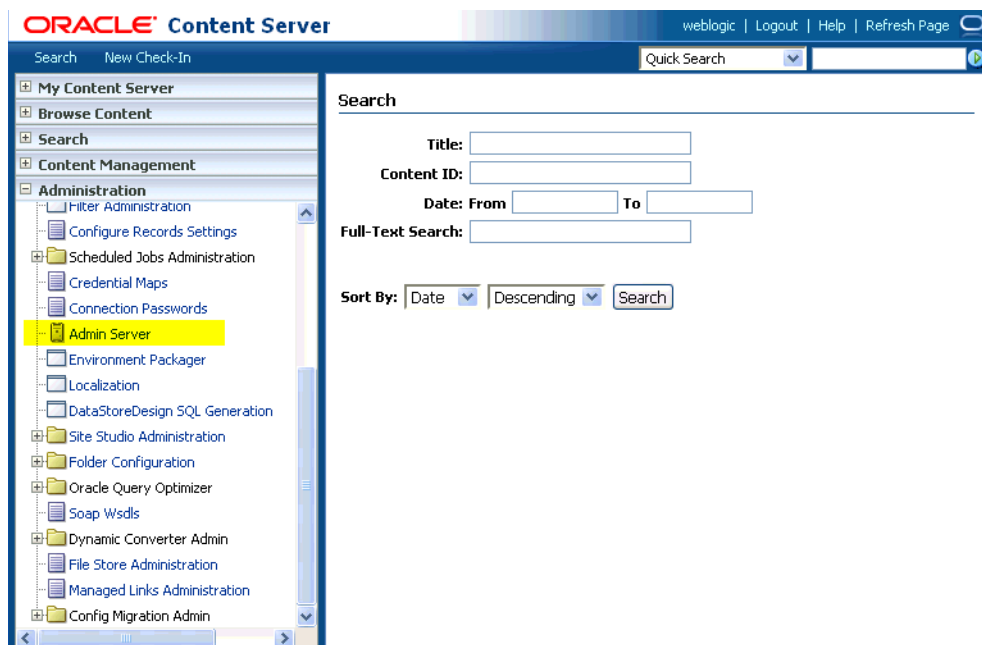 ORACLE Content Server
weblogic | Logout | Help | Refresh Page
Search New Check-In
Quick Search
My Content Server
Browse Content
Search
Content Management
Administration
Filter Administration
Configure Records Settings
Scheduled Jobs Administration
Credential Maps
Connection Passwords
Admin Server
Environment Packager
Localization
DataStoreDesign SQL Generation
Site Studio Administration
Folder Configuration
Oracle Query Optimizer
Soap Wsdls
Dynamic Converter Admin
File Store Administration
Managed Links Administration
Config Migration Admin
Search
Title:
Content ID:
Date: From To
Full-Text Search:
Sort By: Date Descending Search